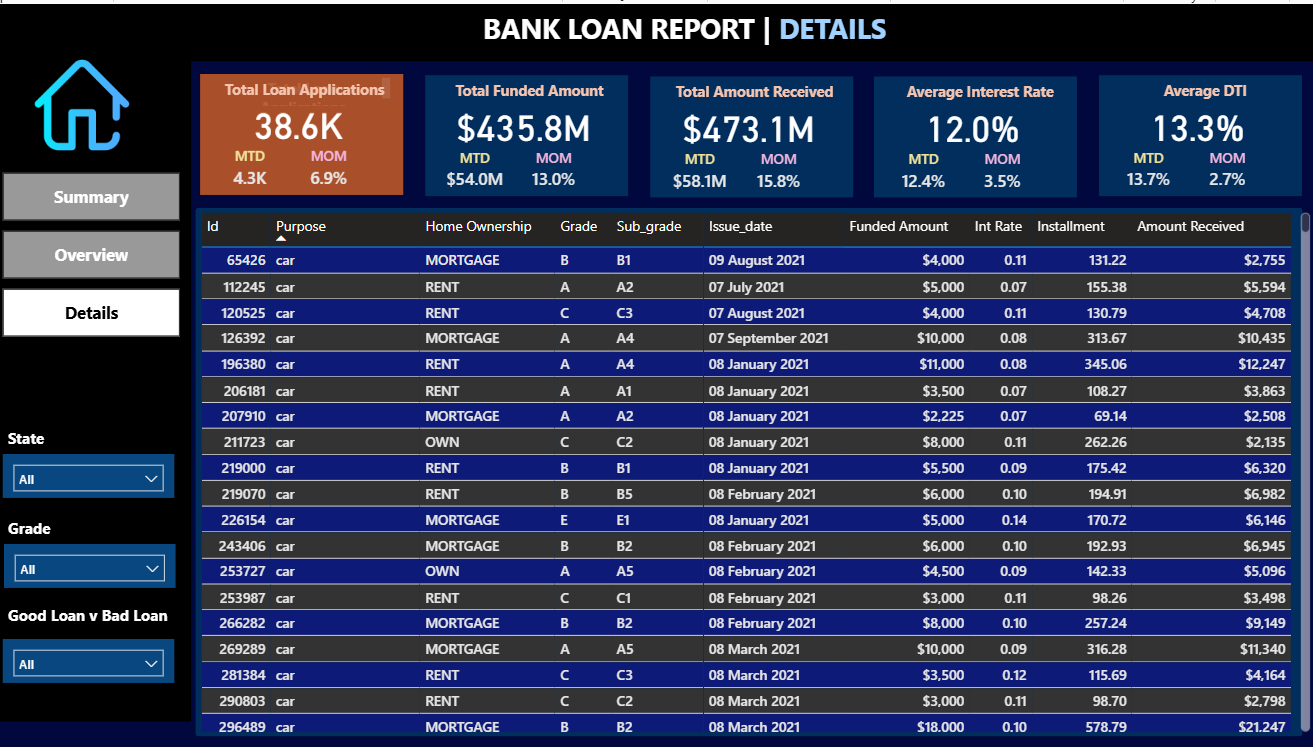 BANK LOAN REPORT | DETAILS
Total Loan Applications
38.6K
MTD MOM
4.3K 6.9%
Total Funded Amount
$435.8M
MTD MOM
$54.0M 13.0%
Total Amount Received
$473.1M
MTD MOM
$58.1M 15.8%
Average Interest Rate
12.0%
MTD MOM
12.4% 3.5%
Average DTI
13.3%
MTD MOM
13.7% 2.7%
Summary
Overview
Details
State
All
Grade
All
Good Loan v Bad Loan
All
Id Purpose Home Ownership Grade Sub_grade Issue_date Funded Amount Int Rate Installment Amount Received
65426 car MORTGAGE B B1 09 August 2021 $4,000 0.11 131.22 $2,755
112245 car RENT A A2 07 July 2021 $5,000 0.07 155.38 $5,594
120525 car RENT C C3 07 August 2021 $4,000 0.11 130.79 $4,708
126392 car MORTGAGE A A4 07 September 2021 $10,000 0.08 313.67 $10,435
196380 car RENT A A4 08 January 2021 $11,000 0.08 345.06 $12,247
206181 car RENT A A1 08 January 2021 $3,500 0.07 108.27 $3,863
207910 car MORTGAGE A A2 08 January 2021 $2,225 0.07 69.14 $2,508
211723 car OWN C C2 08 January 2021 $8,000 0.11 262.26 $2,135
219000 car RENT B B1 08 January 2021 $5,500 0.09 175.42 $6,320
219070 car RENT B B5 08 February 2021 $6,000 0.10 194.91 $6,982
226154 car MORTGAGE E E1 08 January 2021 $5,000 0.14 170.72 $6,146
243406 car MORTGAGE B B2 08 February 2021 $6,000 0.10 192.93 $6,945
253727 car OWN A A5 08 February 2021 $4,500 0.09 142.33 $5,096
253987 car RENT C C1 08 February 2021 $3,000 0.11 98.26 $3,498
266282 car MORTGAGE B B2 08 February 2021 $8,000 0.10 257.24 $9,149
269289 car MORTGAGE A A5 08 March 2021 $10,000 0.09 316.28 $11,340
281384 car RENT C C3 08 March 2021 $3,500 0.12 115.69 $4,164
290803 car RENT C C2 08 March 2021 $3,000 0.11 98.70 $2,798
296489 car MORTGAGE B B2 08 March 2021 $18,000 0.10 578.79 $21,247